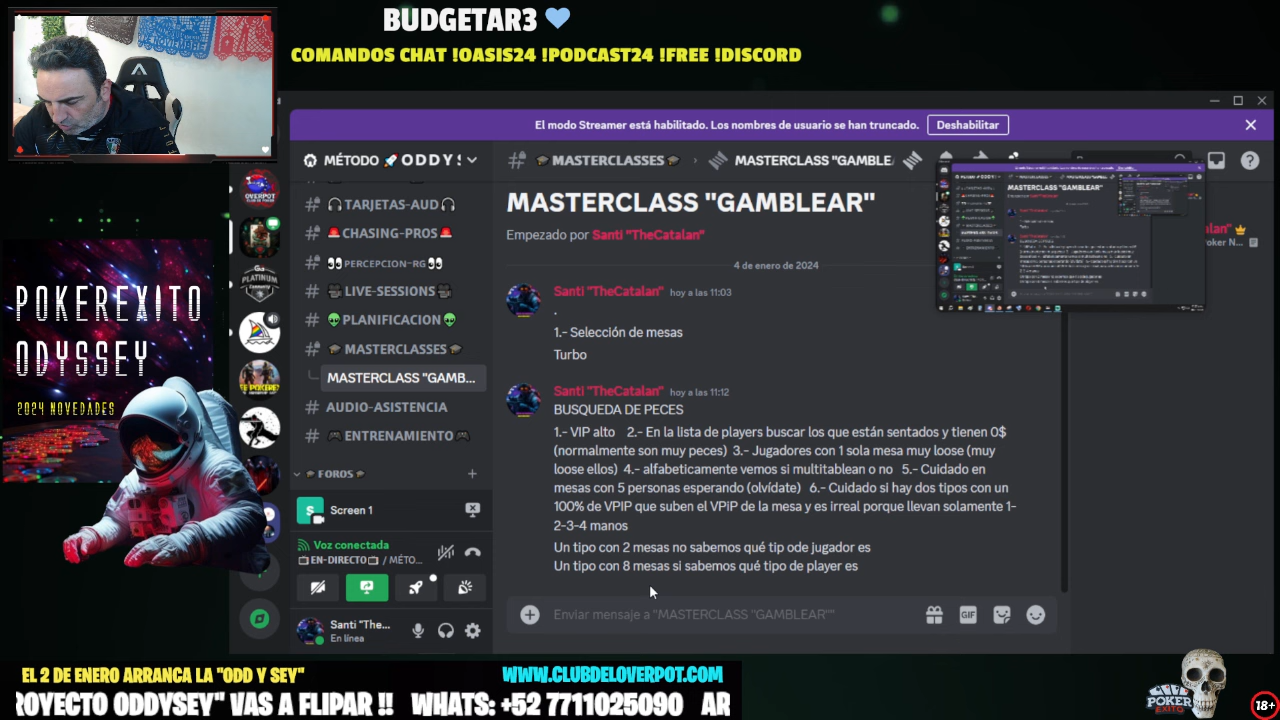 BUDGETAR3 💙
COMANDOS CHAT !OASIS24 !PODCAST24 !FREE !DISCORD
El modo Streamer está habilitado. Los nombres de usuario se han truncado.
Deshabilitar
MÉTODO 🚀 O D D Y S
🎓MASTERCLASSES🎓
MASTERCLASS "GAMBLE
TARJETAS-AUD
CHASING-PROS
LIVE-SESSIONS
PLANIFICACION
MASTERCLASSES
MASTERCLASS "GAMB...
AUDIO-ASISTENCIA
ENTRENAMIENTO
FOROS
Screen 1
Voz conectada
EN-DIRECTO / MÉTO...
Santi "The...
En línea
MASTERCLASS "GAMBLEAR"
Empezado por Santi "TheCatalan"
4 de enero de 2024
Santi "TheCatalan" hoy a las 11:03
.
1.- Selección de mesas
Turbo
Santi "TheCatalan" hoy a las 11:12
BUSQUEDA DE PECES
1.- VIP alto 2.- En la lista de players buscar los que están sentados y tienen 0$
(normalmente son muy peces) 3.- Jugadores con 1 sola mesa muy loose (muy
loose ellos) 4.- alfabeticamente vemos si multitablean o no 5.- Cuidado en
mesas con 5 personas esperando (olvídate) 6.- Cuidado si hay dos tipos con un
100% de VPIP que suben el VPIP de la mesa y es irreal porque llevan solamente 1-
2-3-4 manos
Un tipo con 2 mesas no sabemos qué tip ode jugador es
Un tipo con 8 mesas si sabemos qué tipo de player es
Enviar mensaje a "MASTERCLASS "GAMBLEAR""
GIF
MASTERCLASS "GAMBLEAR"
alan"
oker N...
OVERPOT
PLATINUM
POKEREXITO
ODYSSEY
2024 NOVEDADES
EL 2 DE ENERO ARRANCA LA "ODD Y SEY"
WWW.CLUBDELOVERPOT.COM
ROYECTO ODDYSEY" VAS A FLIPAR !! WHATS: +52 7711025090 AR
POKER
EXITO
18+